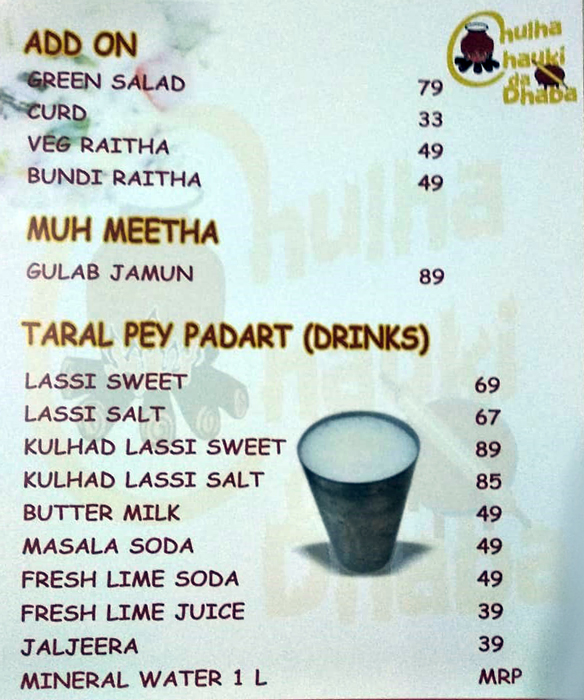 Chulha
Chauki
da
Dhaba
ADD ON
GREEN SALAD 79
CURD 33
VEG RAITHA 49
BUNDI RAITHA 49
MUH MEETHA
GULAB JAMUN 89
TARAL PEY PADART (DRINKS)
LASSI SWEET 69
LASSI SALT 67
KULHAD LASSI SWEET 89
KULHAD LASSI SALT 85
BUTTER MILK 49
MASALA SODA 49
FRESH LIME SODA 49
FRESH LIME JUICE 39
JALJEERA 39
MINERAL WATER 1 L MRP